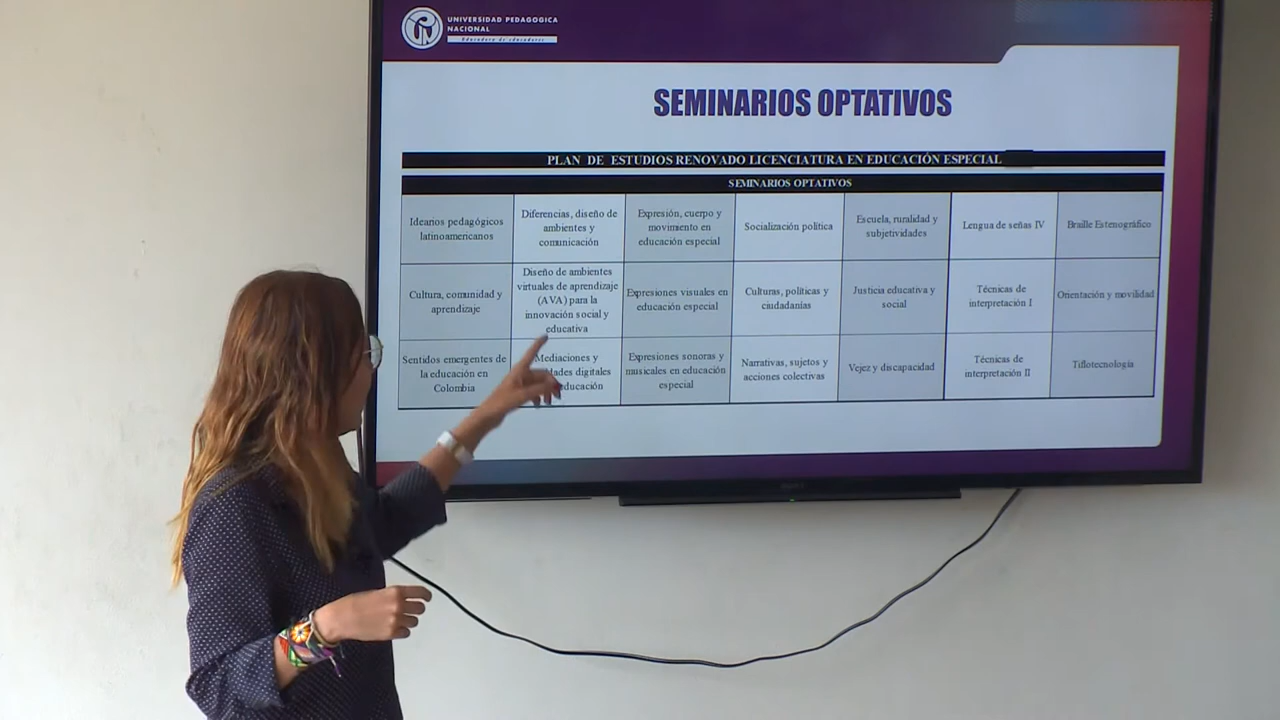 UNIVERSIDAD PEDAGOGICA
NACIONAL
Educadora de educadores
SEMINARIOS OPTATIVOS
PLAN DE ESTUDIOS RENOVADO LICENCIATURA EN EDUCACIÓN ESPECIAL
SEMINARIOS OPTATIVOS
Idearios pedagógicos
latinoamericanos
Diferencias, diseño de
ambientes y
comunicación
Expresión, cuerpo y
movimiento en
educación especial
Socialización política
Escuela, ruralidad y
subjetividades
Lengua de señas IV
Braille Estenográfico
Cultura, comunidad y
aprendizaje
Diseño de ambientes
virtuales de aprendizaje
(AVA) para la
innovación social y
educativa
Expresiones visuales en
educación especial
Culturas, políticas y
ciudadanías
Justicia educativa y
social
Técnicas de
interpretación I
Orientación y movilidad
Sentidos emergentes de
la educación en
Colombia
Mediaciones y
digitales
educación
Expresiones sonoras y
musicales en educación
especial
Narrativas, sujetos y
acciones colectivas
Vejez y discapacidad
Técnicas de
interpretación II
Tiflotecnología